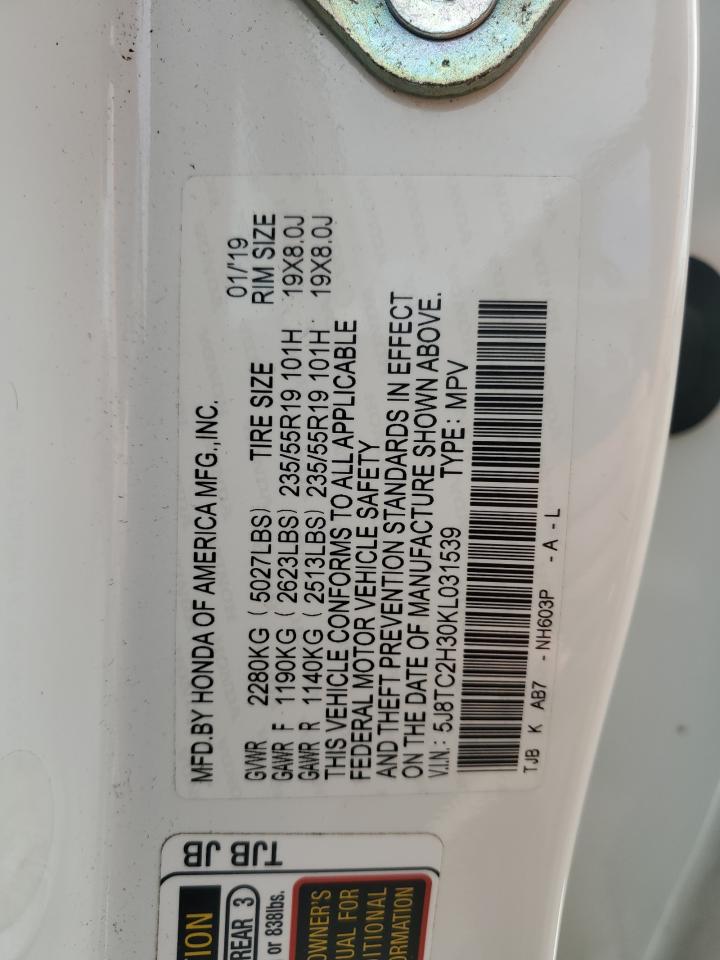 MFD.BY HONDA OF AMERICA MFG.,INC.
01/'19
GVWR 2280KG ( 5027LBS) TIRE SIZE RIM SIZE
GAWR F 1190KG ( 2623LBS) 235/55R19 101H 19X8.0J
GAWR R 1140KG ( 2513LBS) 235/55R19 101H 19X8.0J
THIS VEHICLE CONFORMS TO ALL APPLICABLE
FEDERAL MOTOR VEHICLE SAFETY
AND THEFT PREVENTION STANDARDS IN EFFECT
ON THE DATE OF MANUFACTURE SHOWN ABOVE.
V.I.N: 5J8TC2H30KL031539 TYPE: MPV
TJB K AB7 - NH603P - A - L
TJB JB
TION
REAR 3
or 838lbs.
OWNER'S
UAL FOR
DITIONAL
ORMATION